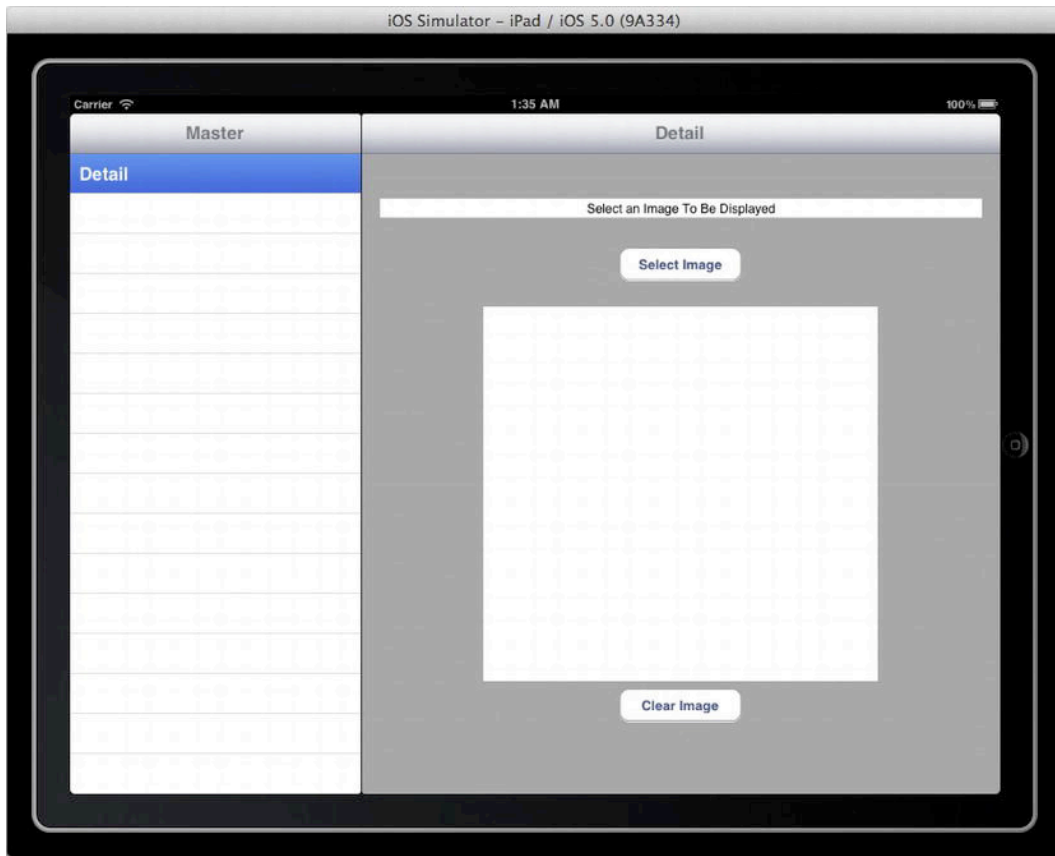 iOS Simulator – iPad / iOS 5.0 (9A334)
Carrier 1:35 AM 100%
Master Detail
Detail
Select an Image To Be Displayed
Select Image
Clear Image